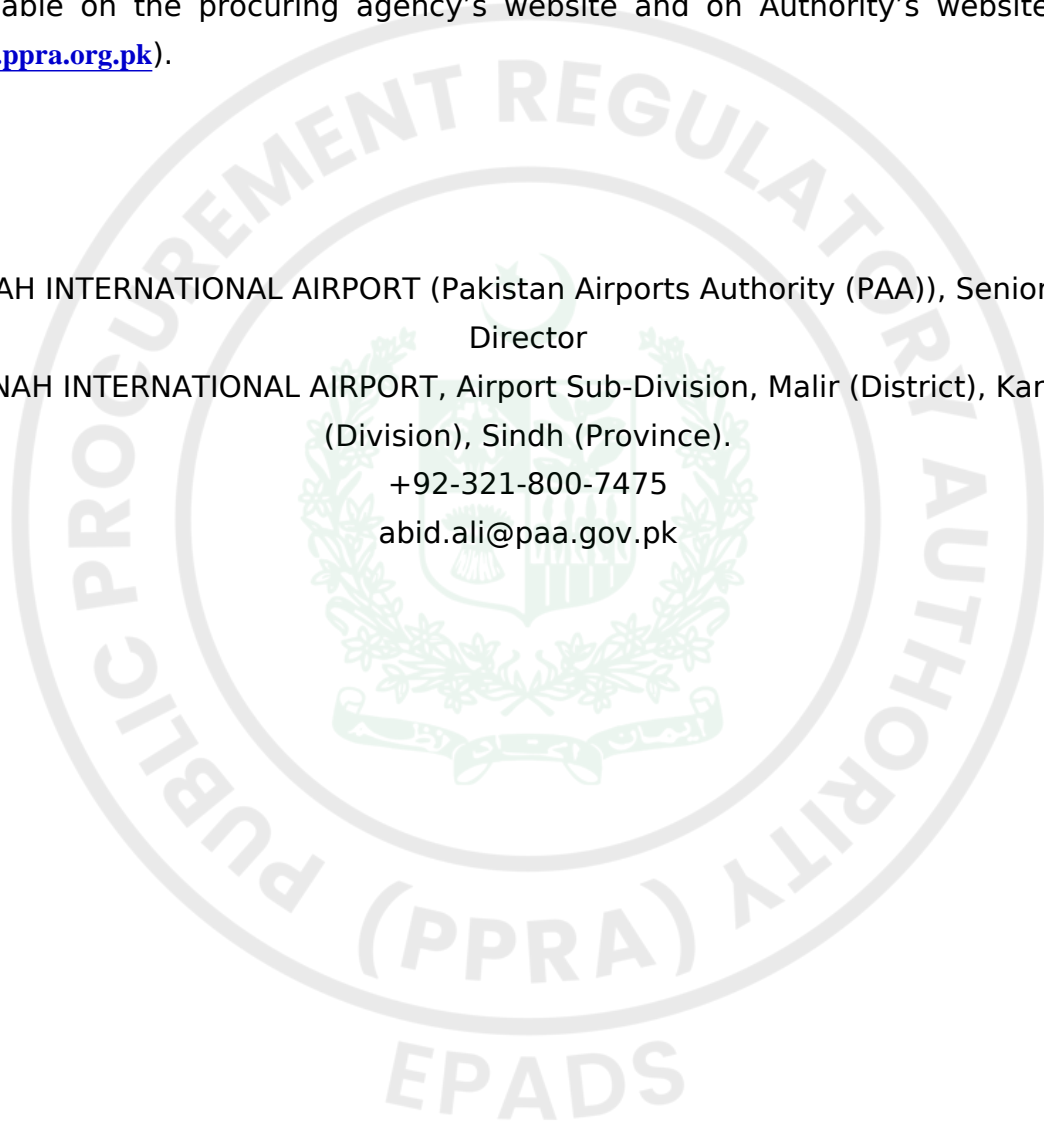 able on the procuring agency’s website and on Authority’s website
.ppra.org.pk).
AH INTERNATIONAL AIRPORT (Pakistan Airports Authority (PAA)), Senior
Director
NAH INTERNATIONAL AIRPORT, Airport Sub-Division, Malir (District), Kar
(Division), Sindh (Province).
+92-321-800-7475
abid.ali@paa.gov.pk
PUBLIC PROCUREMENT REGULATORY AUTHORITY
(PPRA)
EPADS